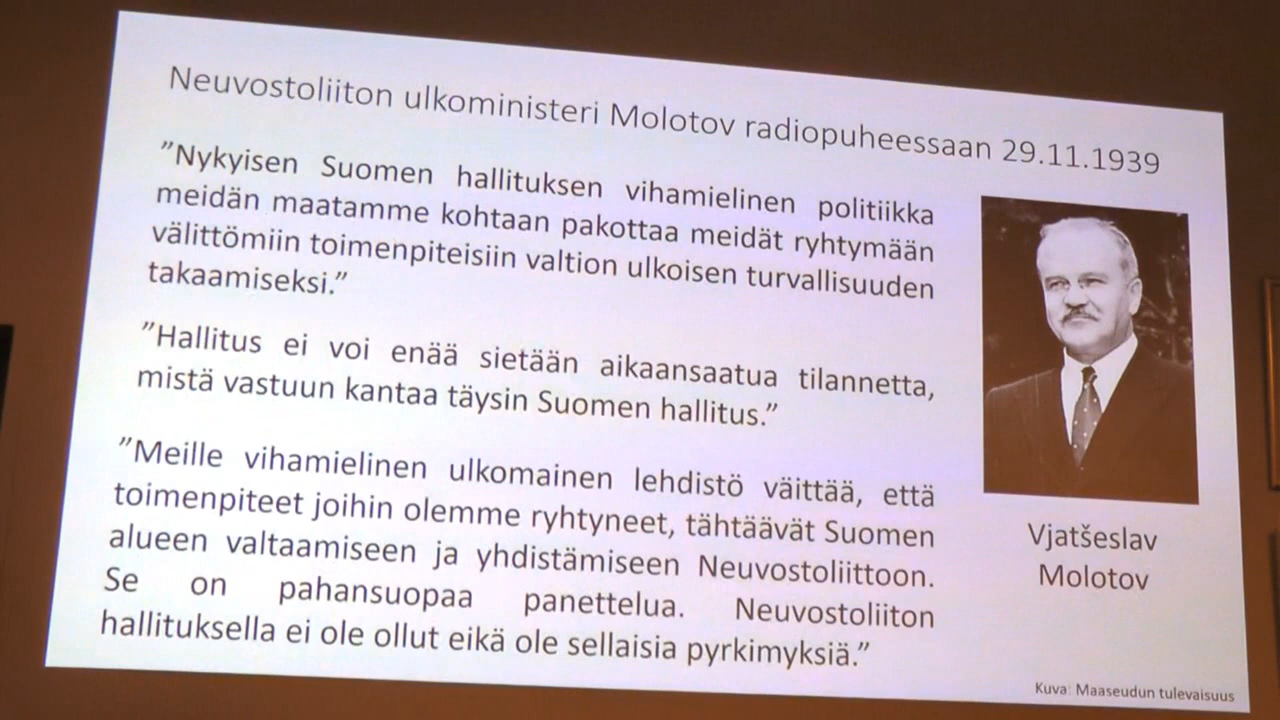 Neuvostoliiton ulkoministeri Molotov radiopuheessaan 29.11.1939
”Nykyisen Suomen hallituksen vihamielinen politiikka
meidän maatamme kohtaan pakottaa meidät ryhtymään
välittömiin toimenpiteisiin valtion ulkoisen turvallisuuden
takaamiseksi.”
”Hallitus ei voi enää sietään aikaansaatua tilannetta,
mistä vastuun kantaa täysin Suomen hallitus.”
”Meille vihamielinen ulkomainen lehdistö väittää, että
toimenpiteet joihin olemme ryhtyneet, tähtäävät Suomen
alueen valtaamiseen ja yhdistämiseen Neuvostoliittoon.
Se on pahansuopaa panettelua. Neuvostoliiton
hallituksella ei ole ollut eikä ole sellaisia pyrkimyksiä.”
Vjatšeslav
Molotov
Kuva: Maaseudun tulevaisuus